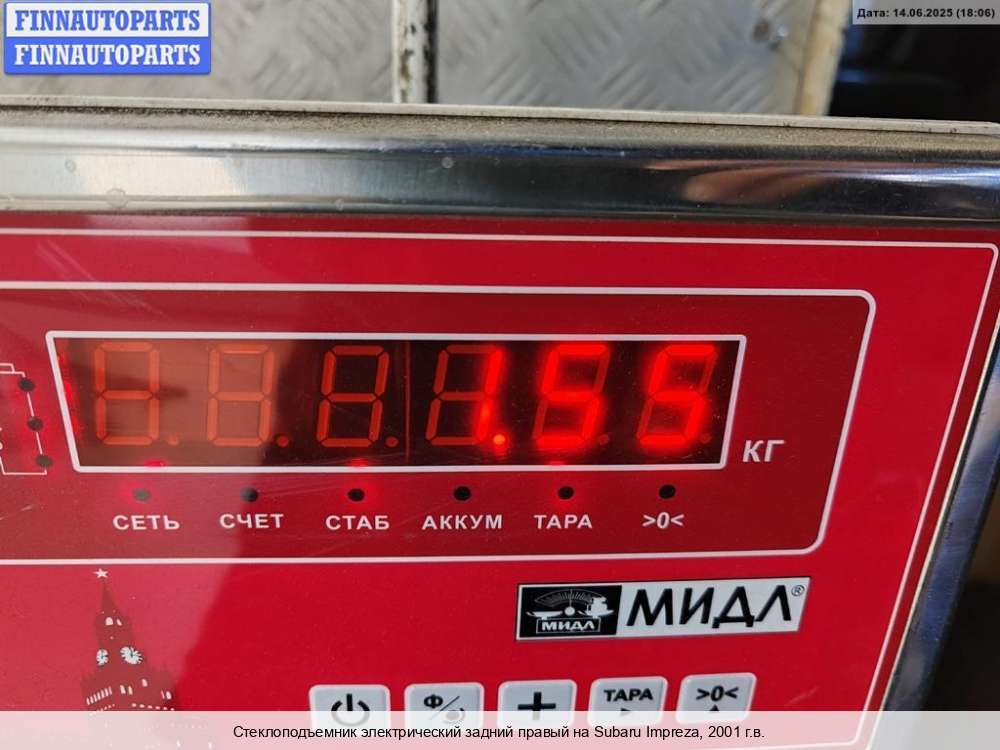 FINNAUTOPARTS
FINNAUTOPARTS
Дата: 14.06.2025 (18:06)
1.55
КГ
СЕТЬ СЧЕТ СТАБ АККУМ ТАРА >0<
МИДЛ МИДЛ®
Ф/ + ТАРА >0<
Стеклоподъемник электрический задний правый на Subaru Impreza, 2001 г.в.